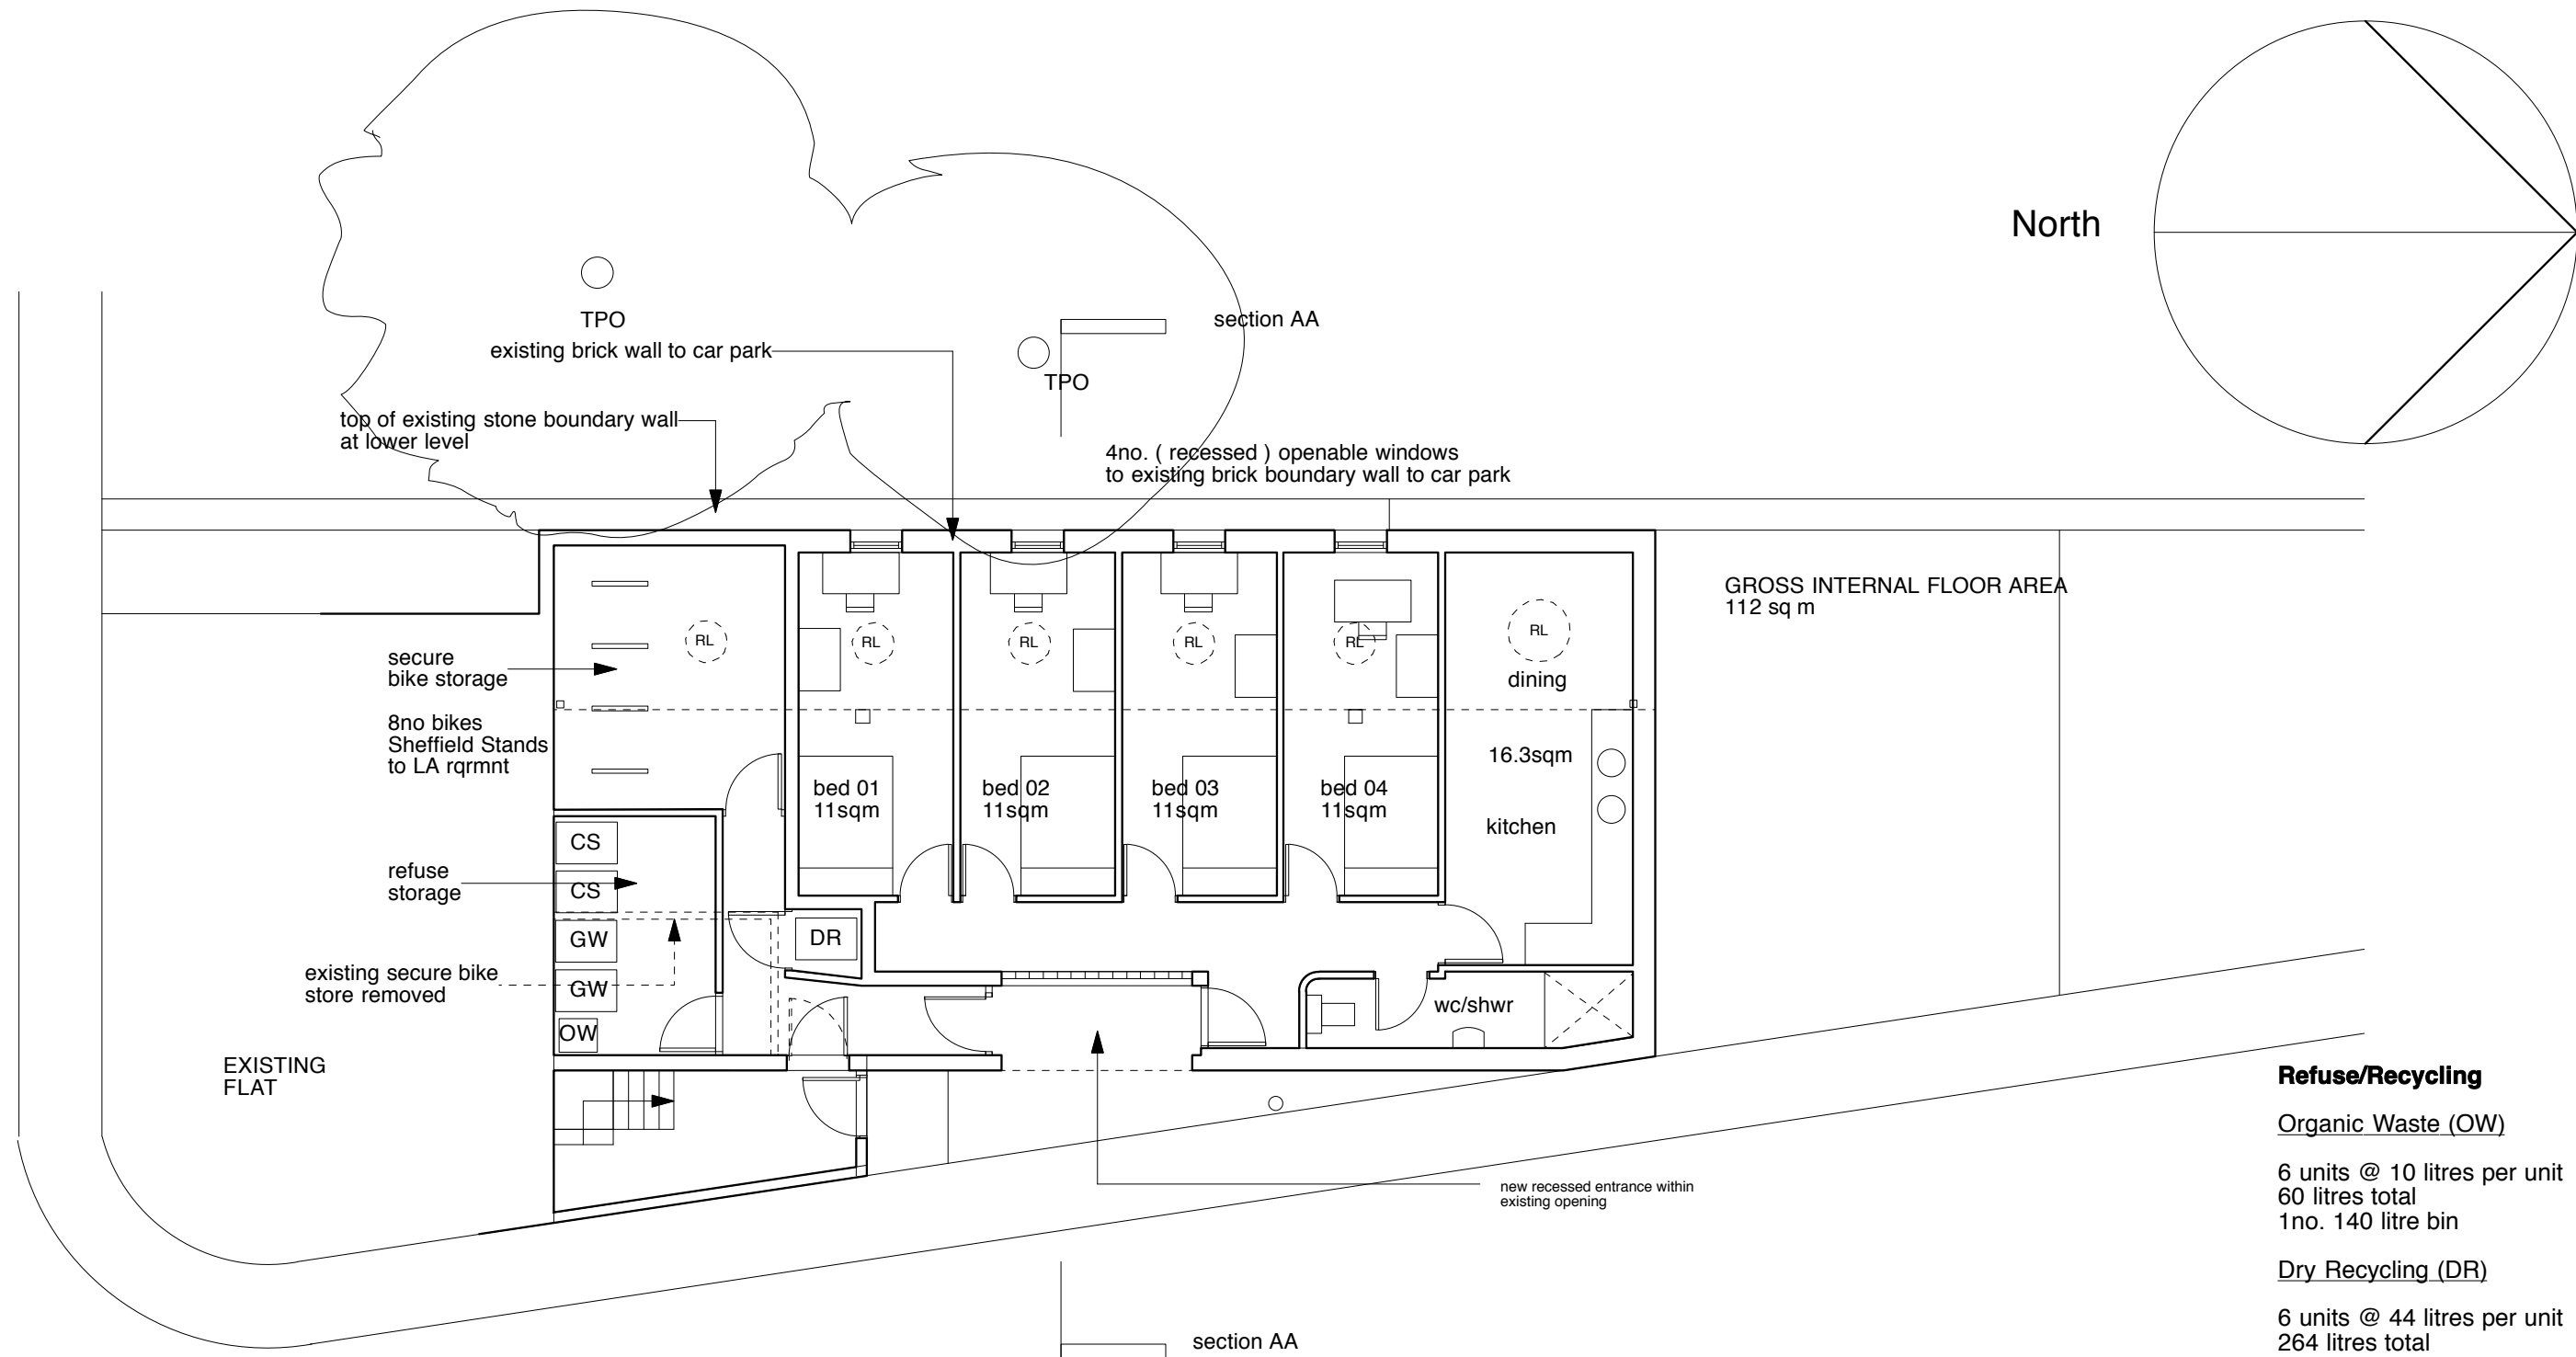 North
TPO
section AA
existing brick wall to car park
TPO
top of existing stone boundary wall
at lower level
4no. ( recessed ) openable windows
to existing brick boundary wall to car park
GROSS INTERNAL FLOOR AREA
112 sq m
RL
RL
RL
RL
RL
RL
secure
bike storage
dining
8no bikes
Sheffield Stands
to LA rqrmnt
16.3sqm
bed 01
11sqm
bed 02
11sqm
bed 03
11sqm
bed 04
11sqm
kitchen
CS
refuse
storage
CS
GW
DR
existing secure bike
store removed
GW
wc/shwr
OW
EXISTING
FLAT
new recessed entrance within
existing opening
section AA
Refuse/Recycling
Organic Waste (OW)
6 units @ 10 litres per unit
60 litres total
1no. 140 litre bin
Dry Recycling (DR)
6 units @ 44 litres per unit
264 litres total